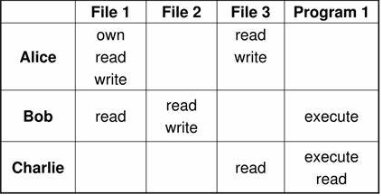 File 1 File 2 File 3 Program 1
own read
Alice read write
write
read
Bob read write execute
execute
Charlie read read